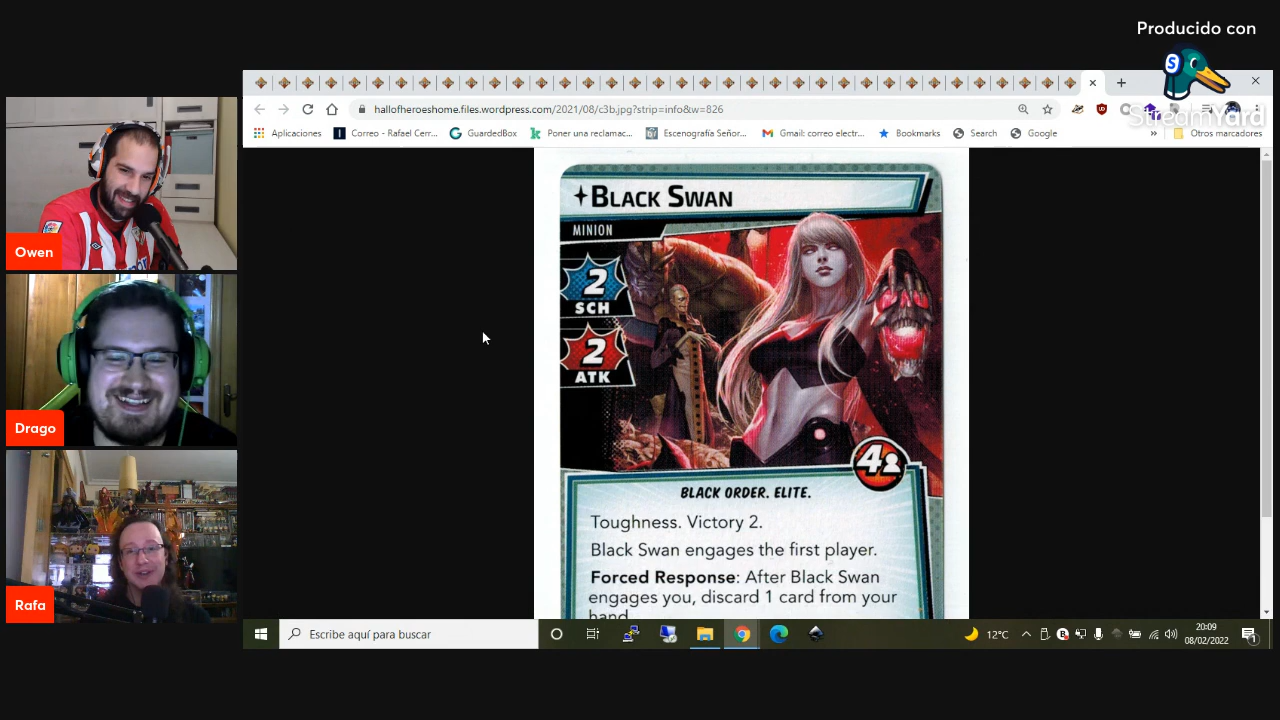 Producido con
StreamYard
hallofheroeshome.files.wordpress.com/2021/08/c3b.jpg?strip=info&w=826
Aplicaciones
Correo - Rafael Cerr...
GuardedBox
Poner una reclamac...
Escenografía Señor...
Gmail: correo electr...
Bookmarks
Search
Google
»
Otros marcadores
Owen
Drago
Rafa
BLACK SWAN
MINION
2
SCH
2
ATK
4
BLACK ORDER. ELITE.
Toughness. Victory 2.
Black Swan engages the first player.
Forced Response: After Black Swan
engages you, discard 1 card from your
hand.
Escribe aquí para buscar
12°C
20:09
08/02/2022